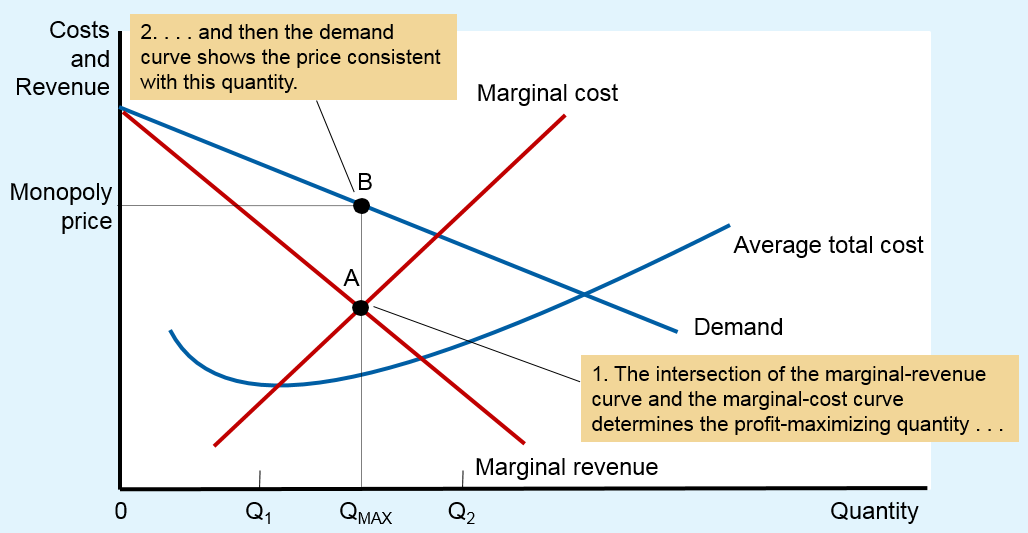 Costs
and
Revenue
2. . . . and then the demand
curve shows the price consistent
with this quantity.
Marginal cost
Monopoly
price
B
A
Average total cost
Demand
1. The intersection of the marginal-revenue
curve and the marginal-cost curve
determines the profit-maximizing quantity . . .
Marginal revenue
0
Q1
QMAX
Q2
Quantity